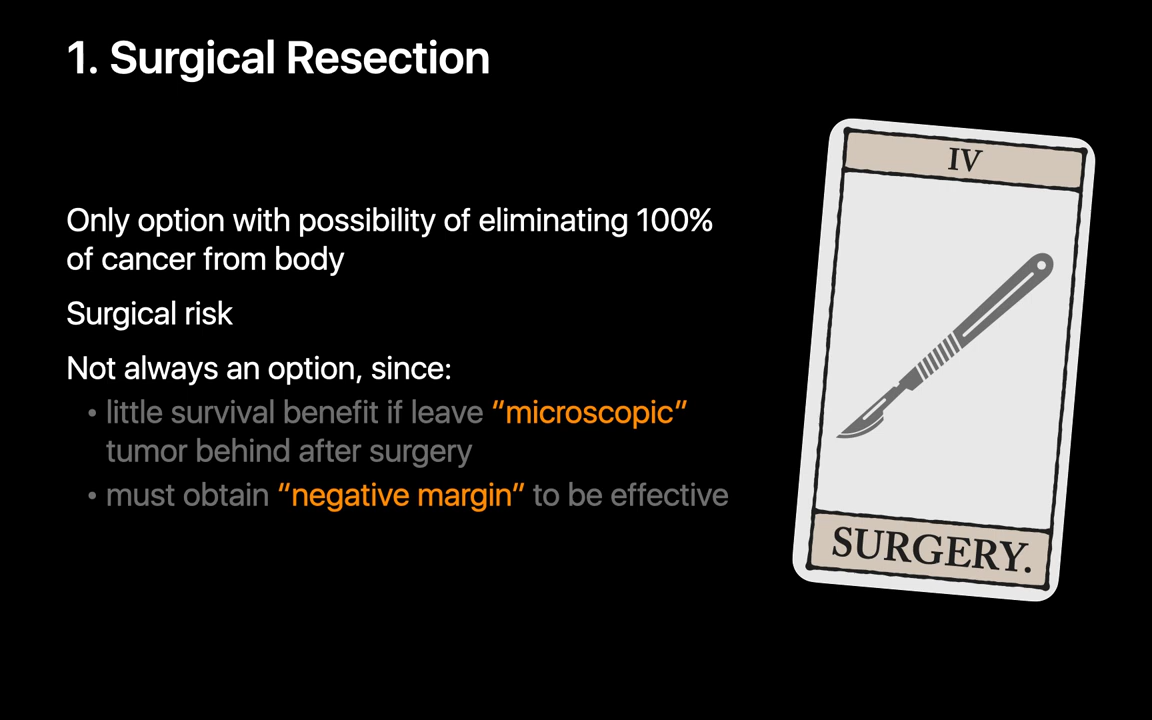 1. Surgical Resection
Only option with possibility of eliminating 100%
of cancer from body
Surgical risk
Not always an option, since:
• little survival benefit if leave "microscopic"
tumor behind after surgery
• must obtain "negative margin" to be effective
IV
SURGERY.